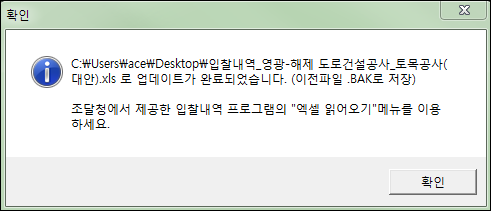 확인
C:₩Users₩ace₩Desktop₩입찰내역_영광-해제 도로건설공사_토목공사(
대안).xls 로 업데이트가 완료되었습니다. (이전파일 .BAK로 저장)
조달청에서 제공한 입찰내역 프로그램의 "엑셀 읽어오기"메뉴를 이용
하세요.
확인